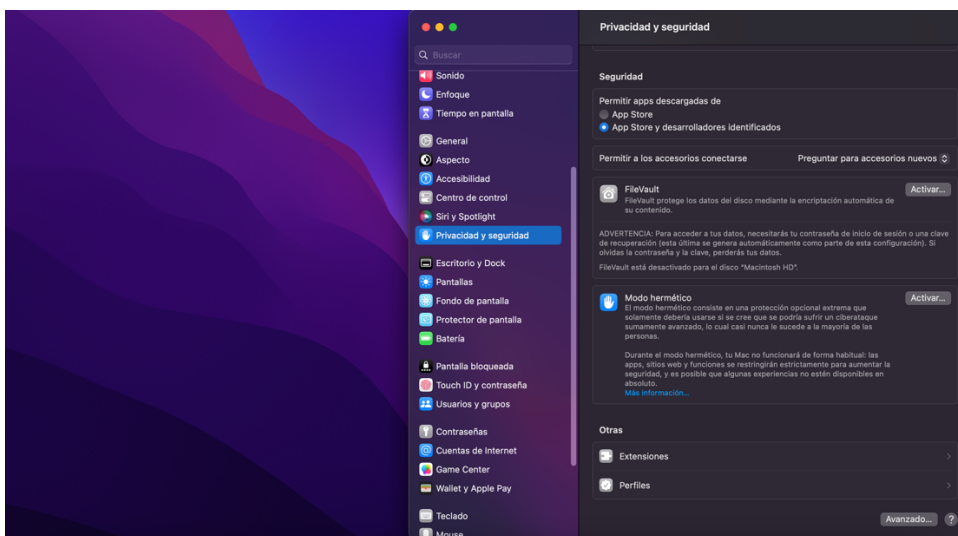 Buscar
Sonido
Enfoque
Tiempo en pantalla
General
Aspecto
Accesibilidad
Centro de control
Siri y Spotlight
Privacidad y seguridad
Escritorio y Dock
Pantallas
Fondo de pantalla
Protector de pantalla
Batería
Pantalla bloqueada
Touch ID y contraseña
Usuarios y grupos
Contraseñas
Cuentas de Internet
Game Center
Wallet y Apple Pay
Teclado
Mouse
Privacidad y seguridad
Seguridad
Permitir apps descargadas de
App Store
App Store y desarrolladores identificados
Permitir a los accesorios conectarse Preguntar para accesorios nuevos
FileVault Activar...
FileVault protege los datos del disco mediante la encriptación automática de
su contenido.
ADVERTENCIA: Para acceder a tus datos, necesitarás tu contraseña de inicio de sesión o una clave
de recuperación (esta última se genera automáticamente como parte de esta configuración). Si
olvidas la contraseña y la clave, perderás tus datos.
FileVault está desactivado para el disco "Macintosh HD".
Modo hermético Activar...
El modo hermético consiste en una protección opcional extrema que
solamente debería usarse si se cree que se podría sufrir un ciberataque
sumamente avanzado, lo cual casi nunca le sucede a la mayoría de las
personas.
Durante el modo hermético, tu Mac no funcionará de forma habitual: las
apps, sitios web y funciones se restringirán estrictamente para aumentar la
seguridad, y es posible que algunas experiencias no estén disponibles en
absoluto.
Más información...
Otras
Extensiones
Perfiles
Avanzado... ?